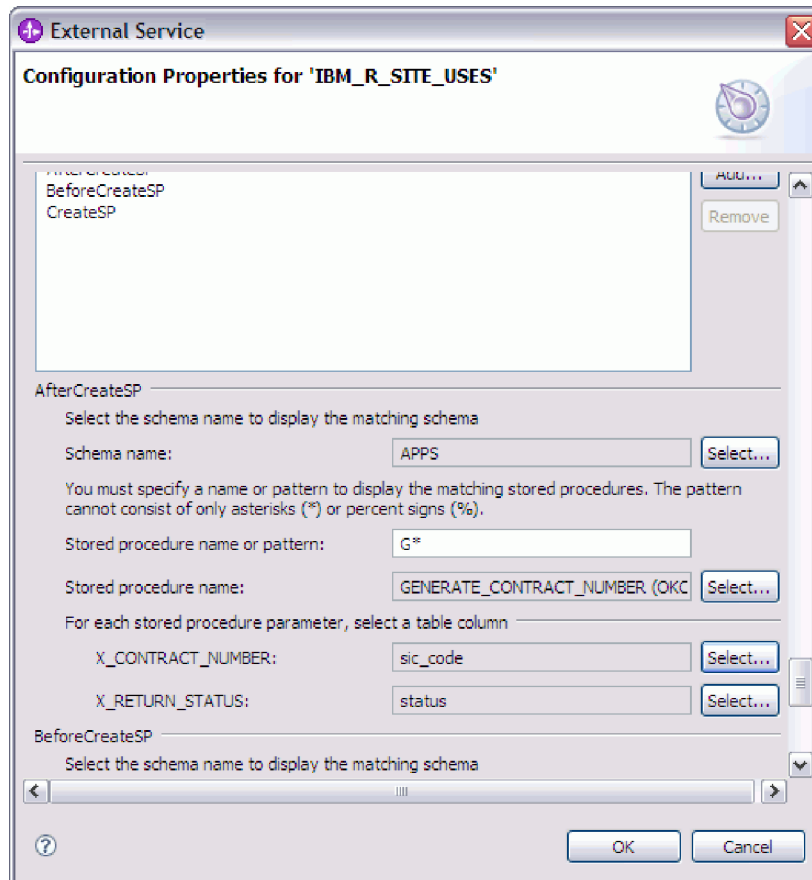 External Service
Configuration Properties for 'IBM_R_SITE_USES'
AfterCreateSP
Add...
BeforeCreateSP
CreateSP
Remove
AfterCreateSP
Select the schema name to display the matching schema
Schema name: APPS Select...
You must specify a name or pattern to display the matching stored procedures. The pattern
cannot consist of only asterisks (*) or percent signs (%).
Stored procedure name or pattern: G*
Stored procedure name: GENERATE_CONTRACT_NUMBER (OKC Select...
For each stored procedure parameter, select a table column
X_CONTRACT_NUMBER: sic_code Select...
X_RETURN_STATUS: status Select...
BeforeCreateSP
Select the schema name to display the matching schema
OK Cancel